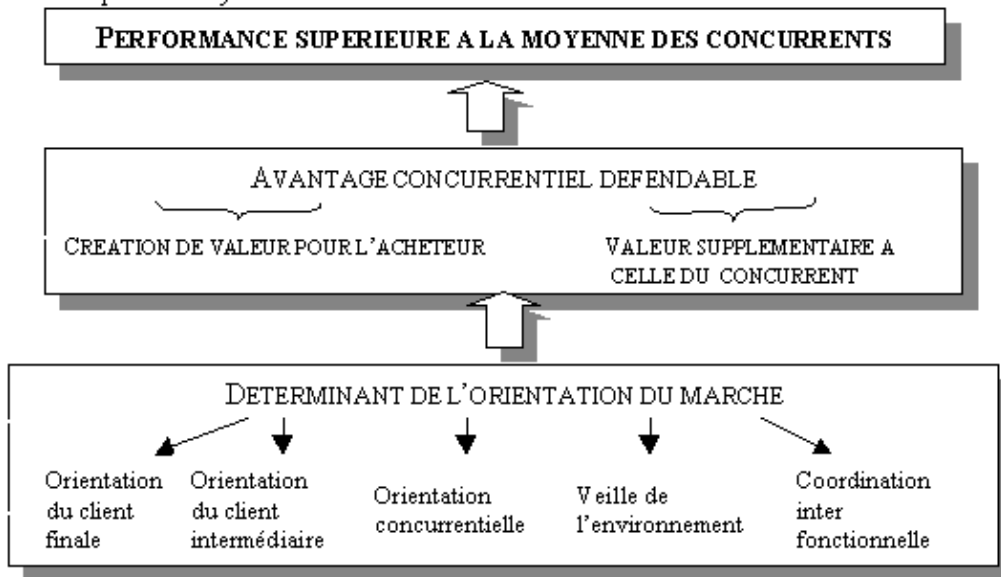 PERFORMANCE SUPERIEURE A LA MOYENNE DES CONCURRENTS
AVANTAGE CONCURRENTIEL DEFENDABLE
CREATION DE VALEUR POUR L'ACHETEUR
VALEUR SUPPLEMENTAIRE A
CELLE DU CONCURRENT
DETERMINANT DE L'ORIENTATION DU MARCHE
Orientation
du client
finale
Orientation
du client
intermédiaire
Orientation
concurrentielle
Veille de
l'environnement
Coordination
inter
fonctionnelle